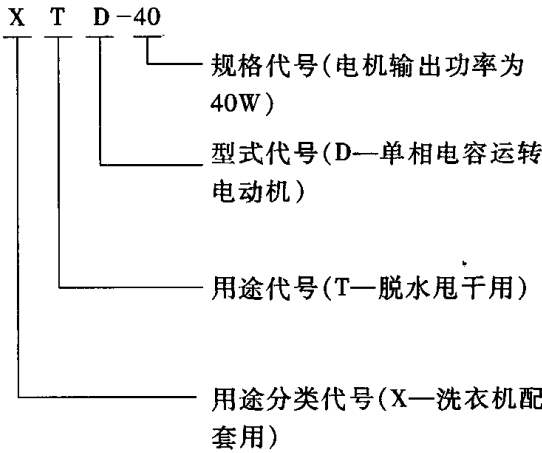 X T D-40
规格代号(电机输出功率为
40W)
型式代号(D—单相电容运转
电动机)
用途代号(T—脱水甩干用)
用途分类代号(X—洗衣机配
套用)